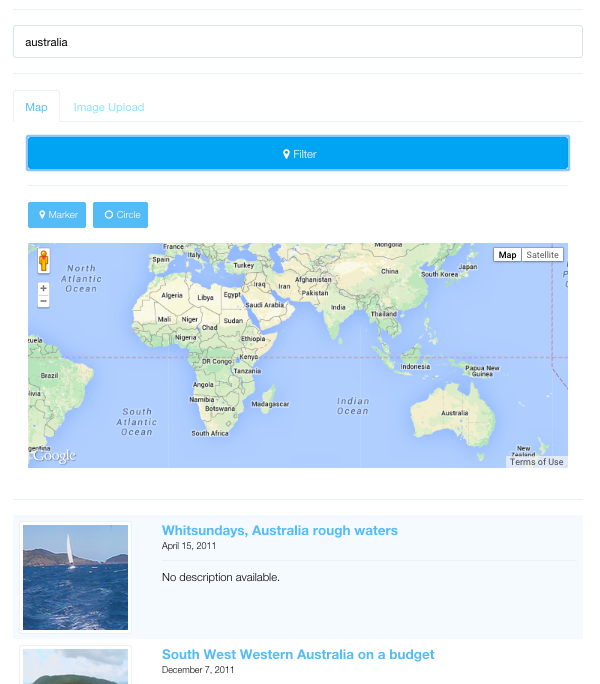 australia
Map
Image Upload
Filter
Marker
Circle
Map
Satellite
France
Italy
Spain
Turkey
Mongolia
China
Japan
South Korea
Afghanistan
Iraq
Iran
Pakistan
North
Atlantic
Ocean
Algeria
Libya
Egypt
Saudi Arabia
India
Thailand
Mali
Niger
Chad
Sudan
Nigeria
Ethiopia
DR Congo
Kenya
Tanzania
Indonesia
Papua New
Guinea
Brazil
Angola
Namibia
Botswana
Madagascar
South Africa
South
Atlantic
Ocean
Indian
Ocean
Australia
New
Zealand
Google
Terms of Use
Whitsundays, Australia rough waters
April 15, 2011
No description available.
South West Western Australia on a budget
December 7, 2011